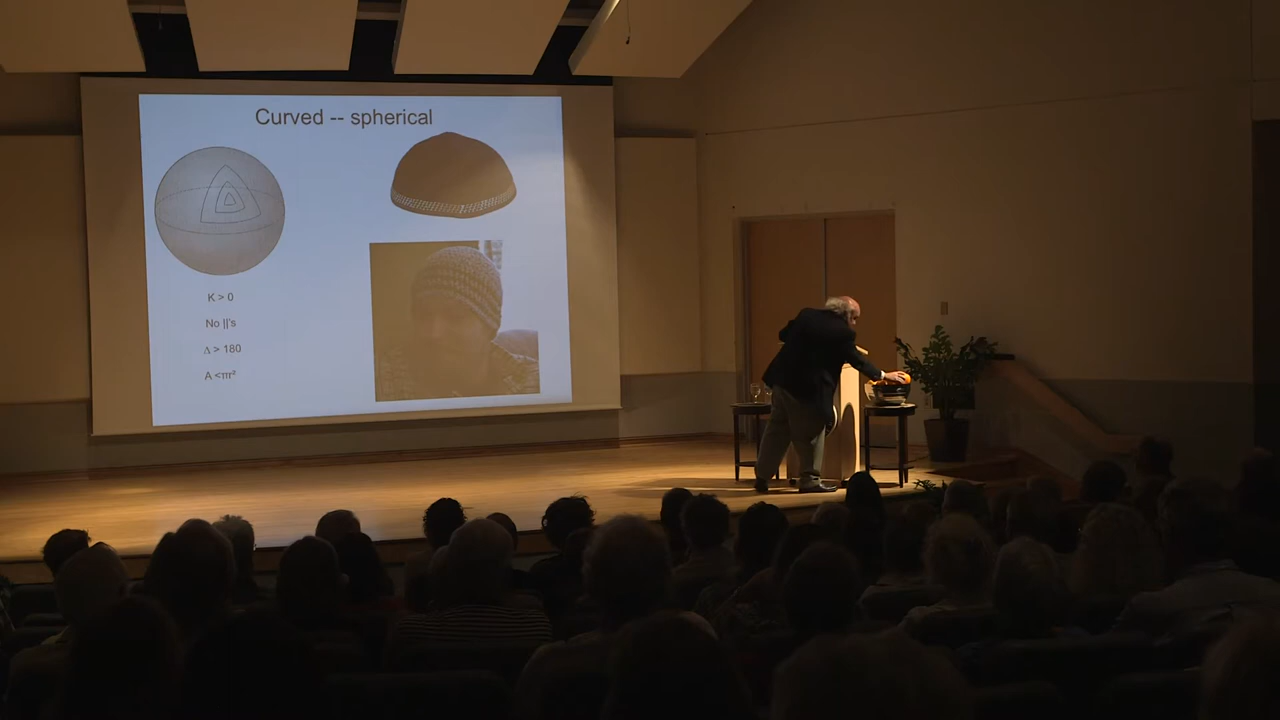 Curved -- spherical
K > 0
No ||'s
Δ > 180
A <πr²